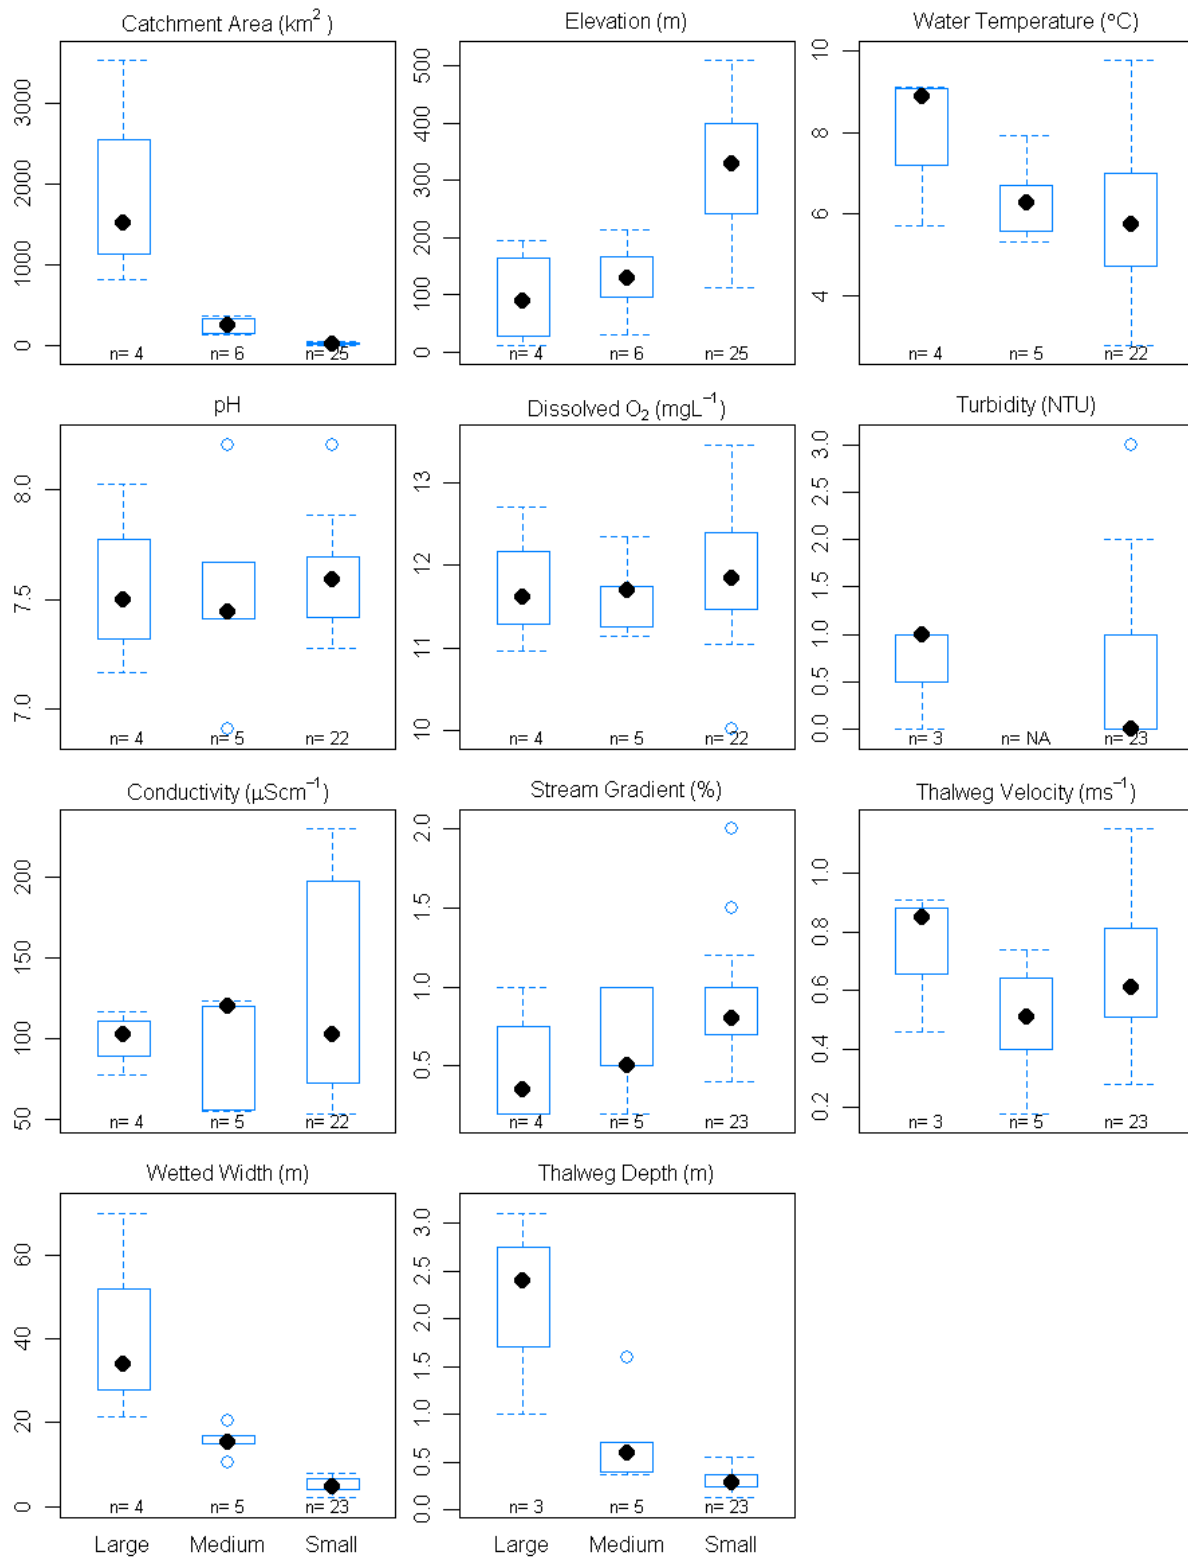 Catchment Area (km²)
Elevation (m)
Water Temperature (°C)
0 1000 2000 3000
n= 4 n= 6 n= 25
0 100 200 300 400 500
n= 4 n= 6 n= 25
4 6 8 10
n= 4 n= 5 n= 22
pH
Dissolved O₂ (mgL⁻¹)
Turbidity (NTU)
7.0 7.5 8.0
n= 4 n= 5 n= 22
10 11 12 13
n= 4 n= 5 n= 22
0.0 0.5 1.0 1.5 2.0 2.5 3.0
n= 3 n= NA n= 23
Conductivity (μScm⁻¹)
Stream Gradient (%)
Thalweg Velocity (ms⁻¹)
50 100 150 200
n= 4 n= 5 n= 22
0.5 1.0 1.5 2.0
n= 4 n= 5 n= 23
0.2 0.4 0.6 0.8 1.0
n= 3 n= 5 n= 23
Wetted Width (m)
Thalweg Depth (m)
0 20 40 60
n= 4 n= 5 n= 23
0.0 0.5 1.0 1.5 2.0 2.5 3.0
n= 3 n= 5 n= 23
Large Medium Small
Large Medium Small